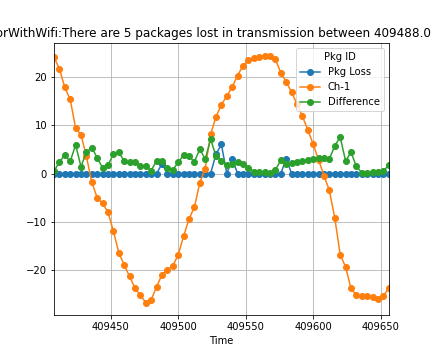 orWithWifi:There are 5 packages lost in transmission between 409488.0
Pkg ID
Pkg Loss
Ch-1
Difference
20
10
0
−10
−20
409450
409500
409550
409600
409650
Time